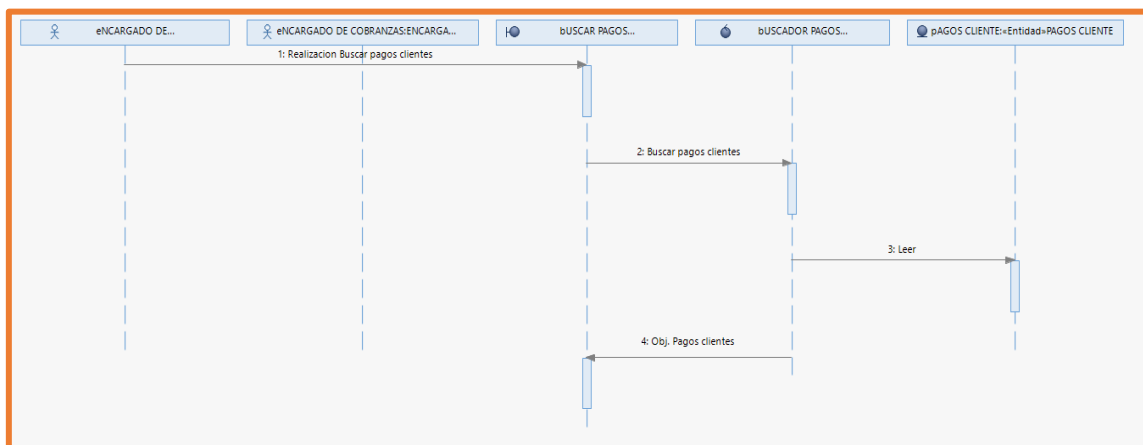 eNCARGADO DE...
eNCARGADO DE COBRANZAS:ENCARGA...
bUSCAR PAGOS...
bUSCADOR PAGOS...
pAGOS CLIENTE:«Entidad»PAGOS CLIENTE
1: Realizacion Buscar pagos clientes
2: Buscar pagos clientes
3: Leer
4: Obj. Pagos clientes